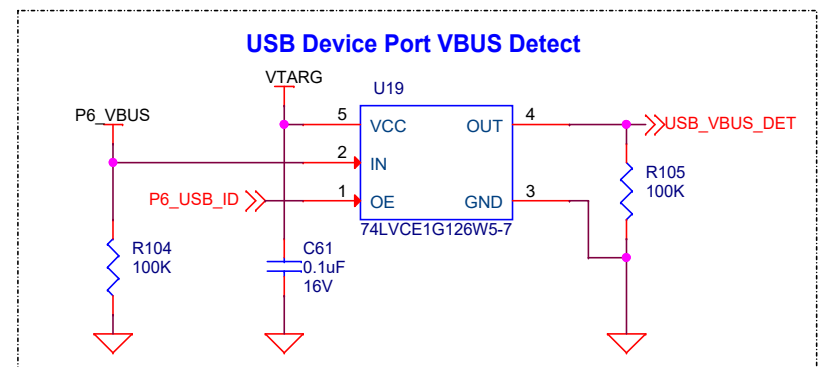 USB Device Port VBUS Detect
VTARG
U19
P6_VBUS
5
VCC
OUT
4
USB_VBUS_DET
2
IN
P6_USB_ID
1
OE
GND
3
R105
100K
74LVCE1G126W5-7
R104
100K
C61
0.1uF
16V